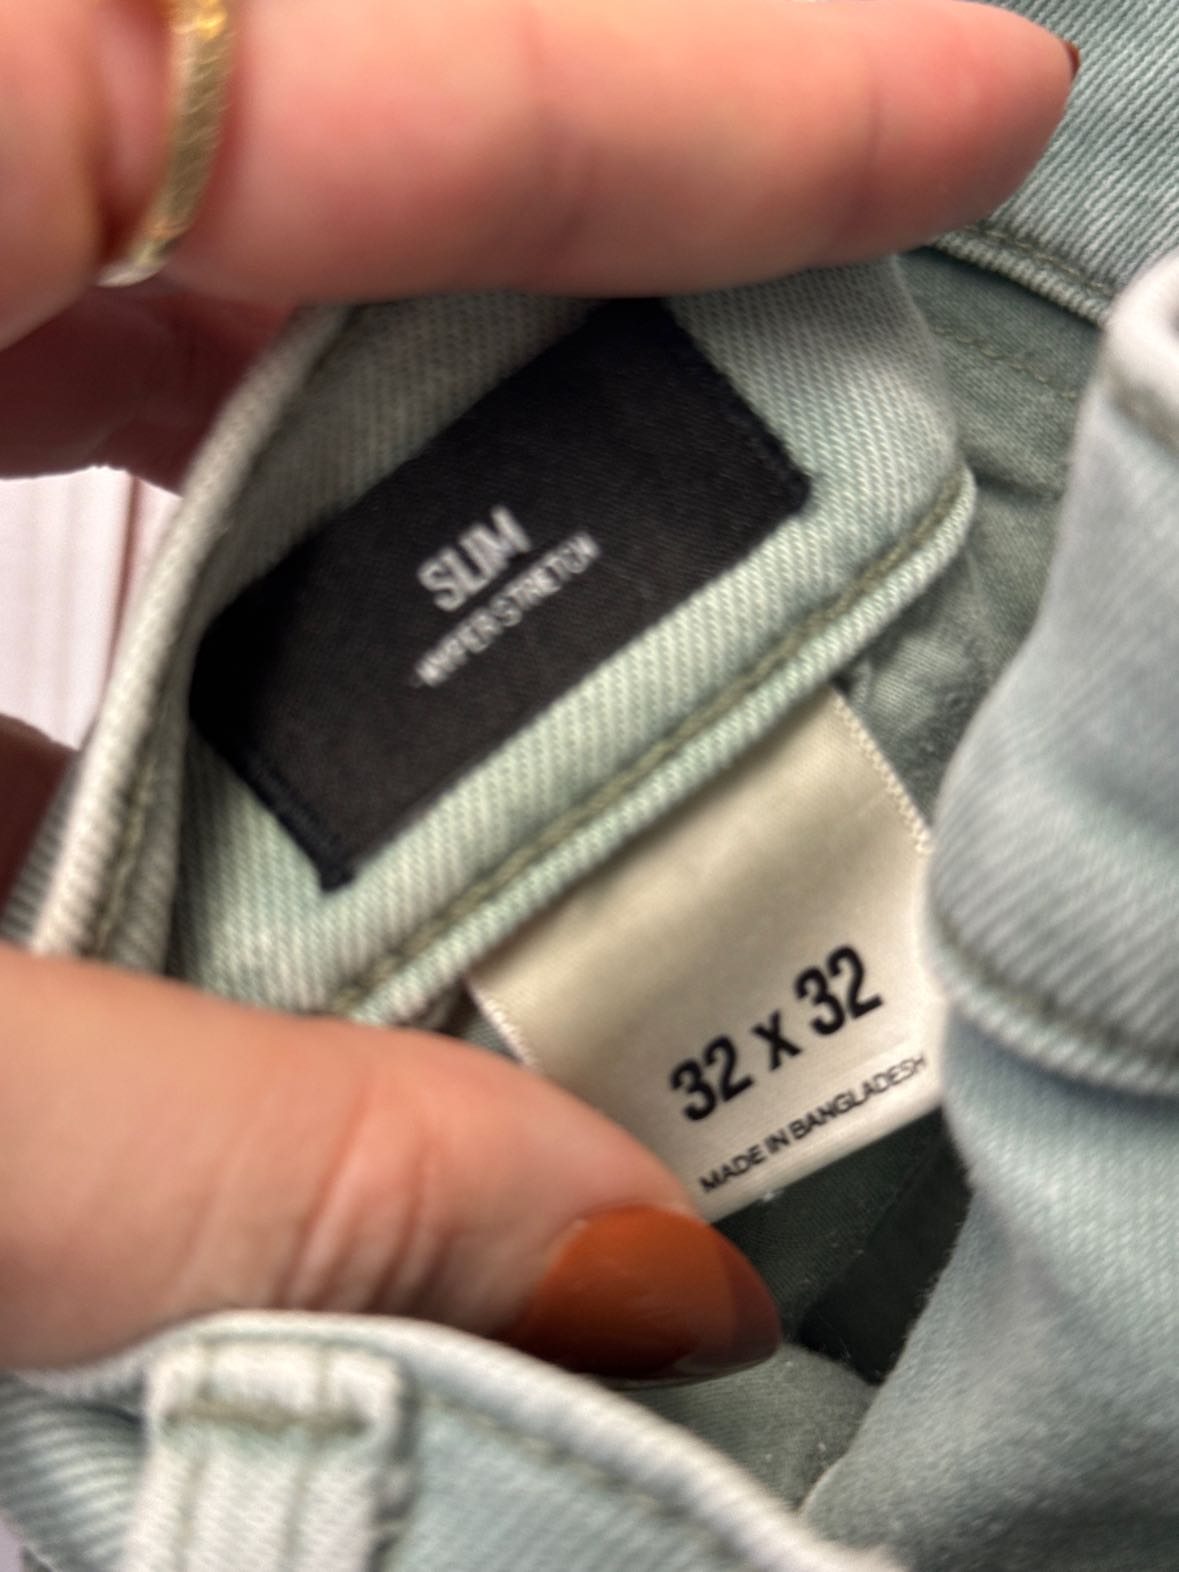 SLIM
HYPER STRETCH
32 x 32
MADE IN BANGLADESH